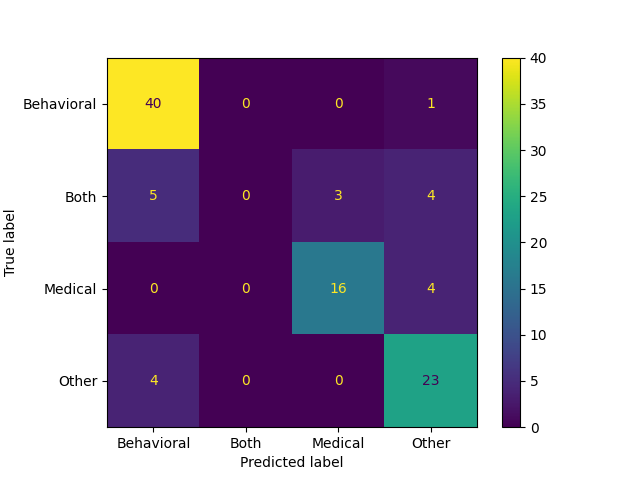 Behavioral 40 0 0 1
Both 5 0 3 4
Medical 0 0 16 4
Other 4 0 0 23
Behavioral Both Medical Other
Predicted label
True label
40
35
30
25
20
15
10
5
0